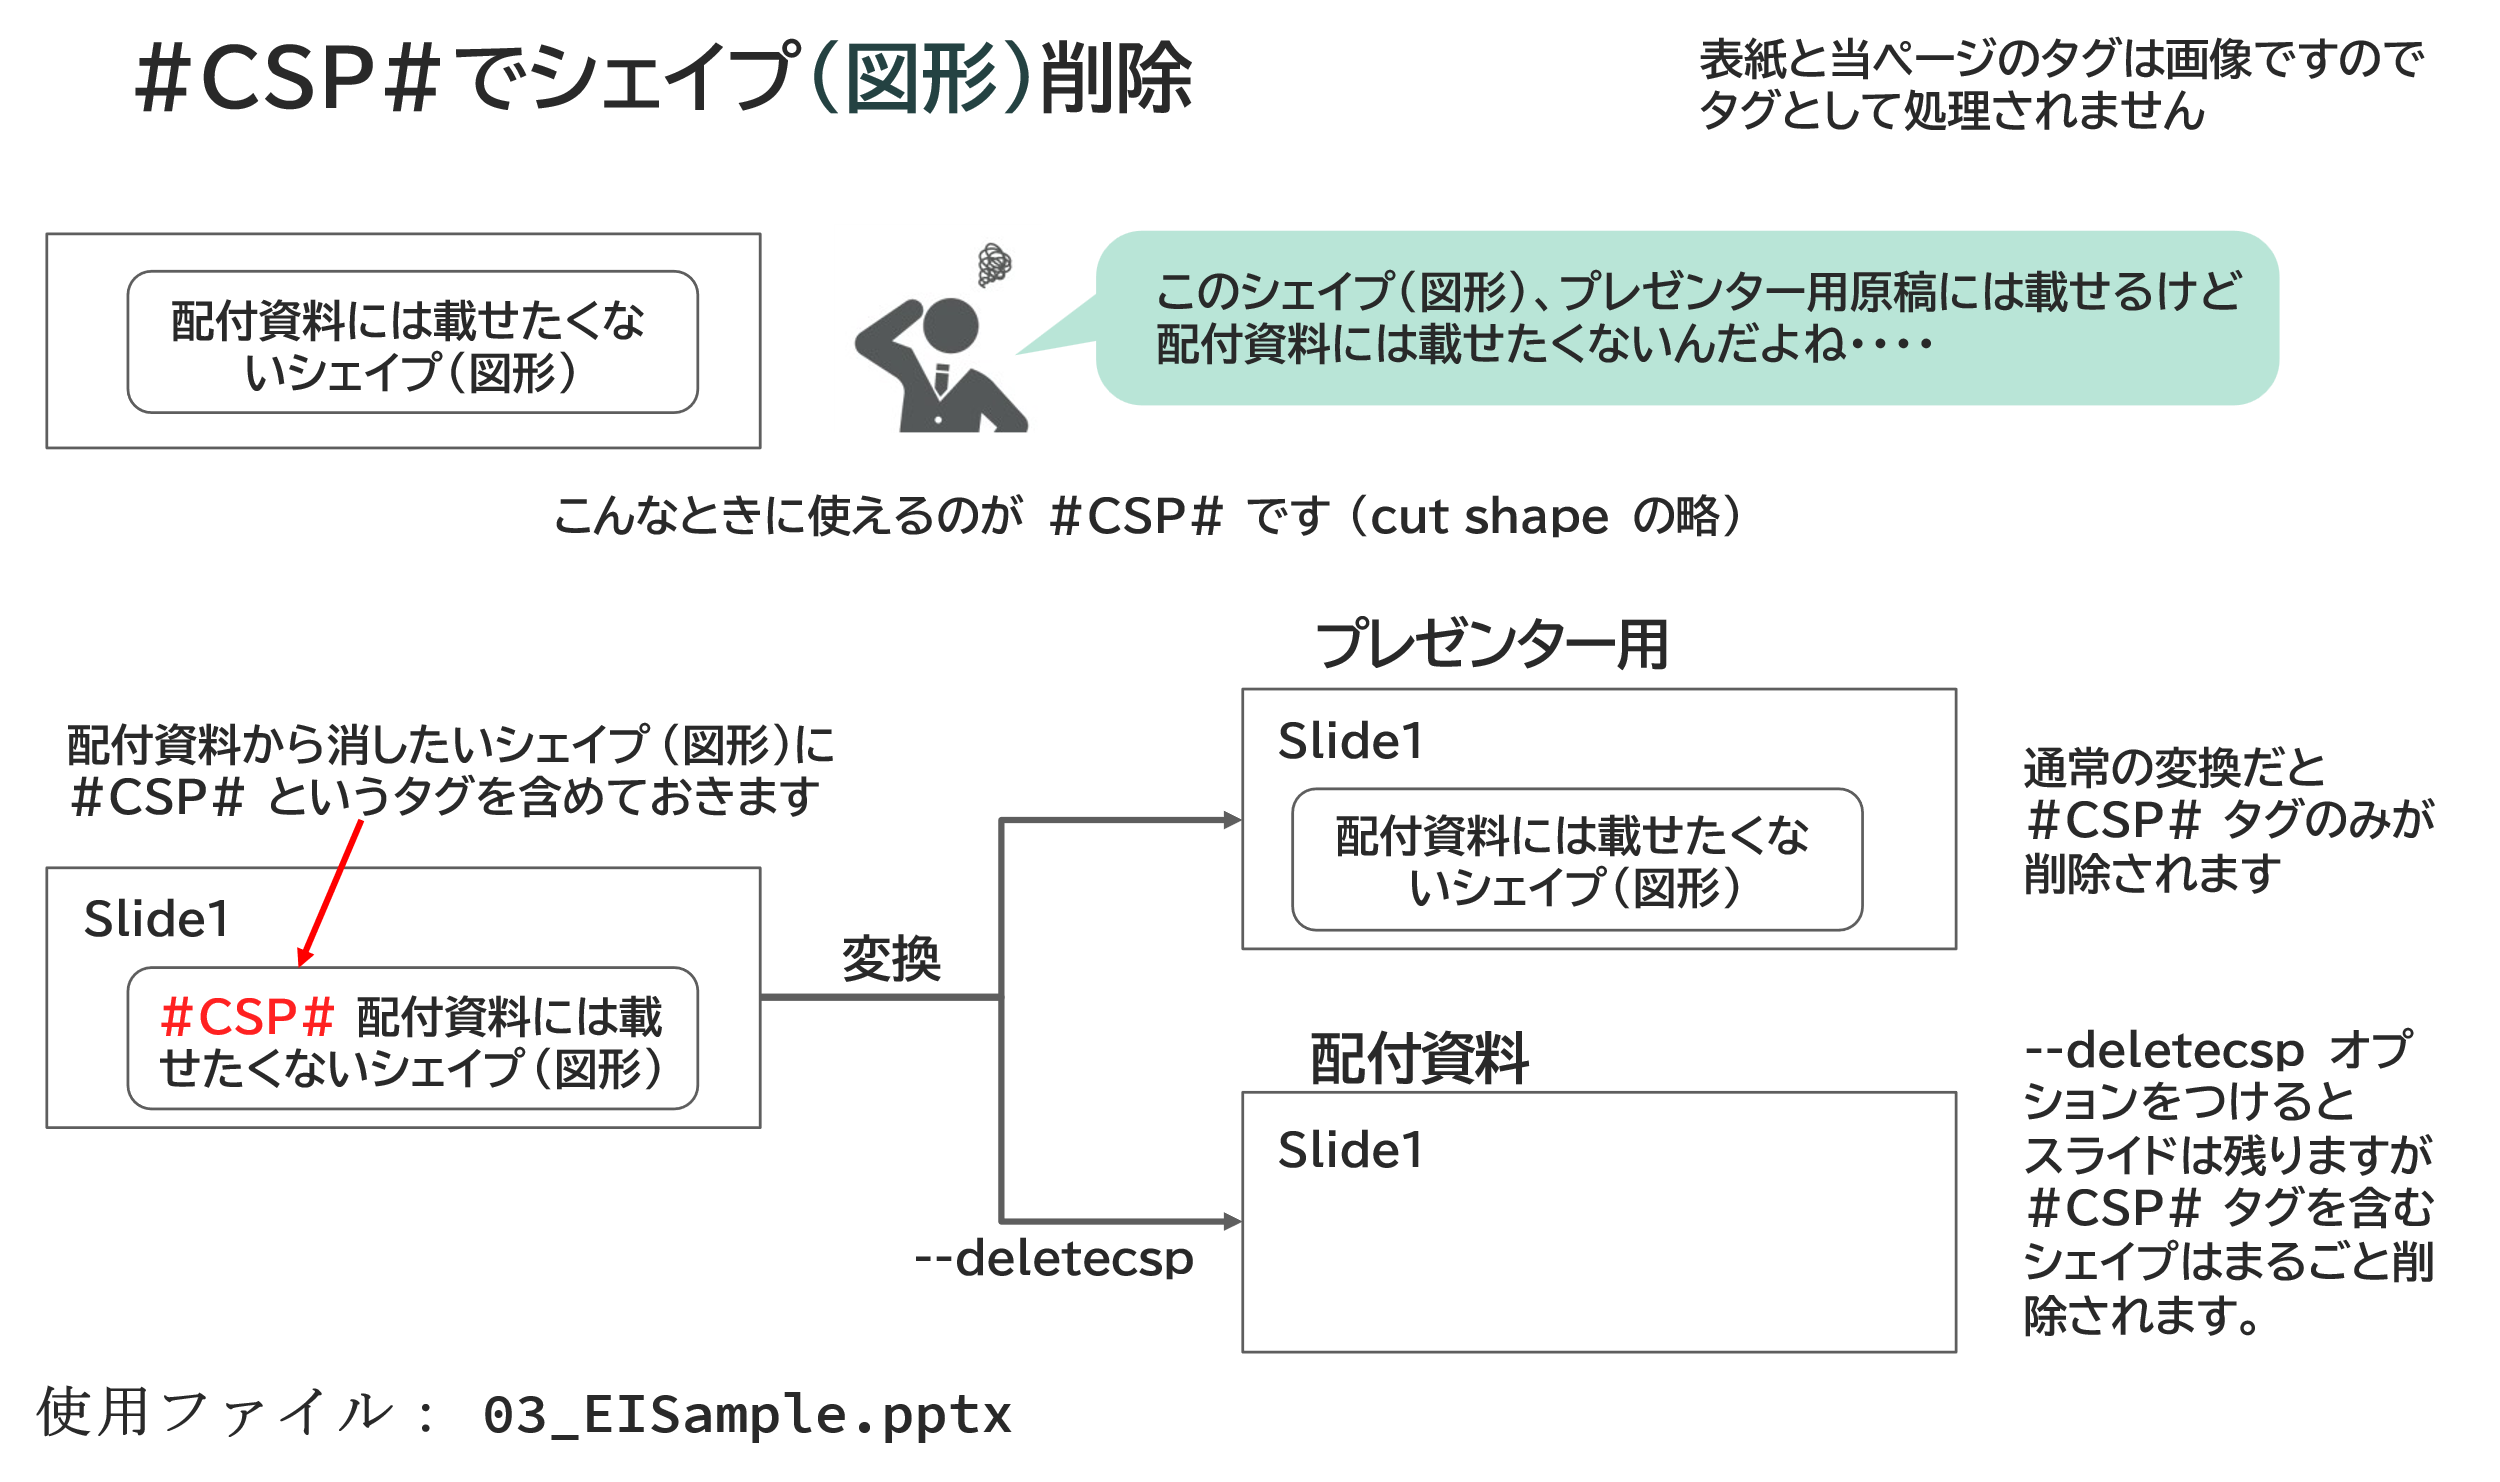 #CSP#でシェイプ(図形)削除
表紙と当ページのタグは画像ですので
タグとして処理されません
配付資料には載せたくな
いシェイプ(図形)
このシェイプ(図形)、プレゼンター用原稿には載せるけど
配付資料には載せたくないんだよね・・・・
こんなときに使えるのが #CSP# です(cut shape の略)
配付資料から消したいシェイプ(図形)に
#CSP# というタグを含めておきます
Slide1
#CSP# 配付資料には載
せたくないシェイプ(図形)
変換
プレゼンター用
Slide1
配付資料には載せたくな
いシェイプ(図形)
通常の変換だと
#CSP# タグのみが
削除されます
--deletecsp
配付資料
Slide1
--deletecsp オプ
ションをつけると
スライドは残りますが
#CSP# タグを含む
シェイプはまるごと削
除されます。
使用ファイル: 03_EISample.pptx